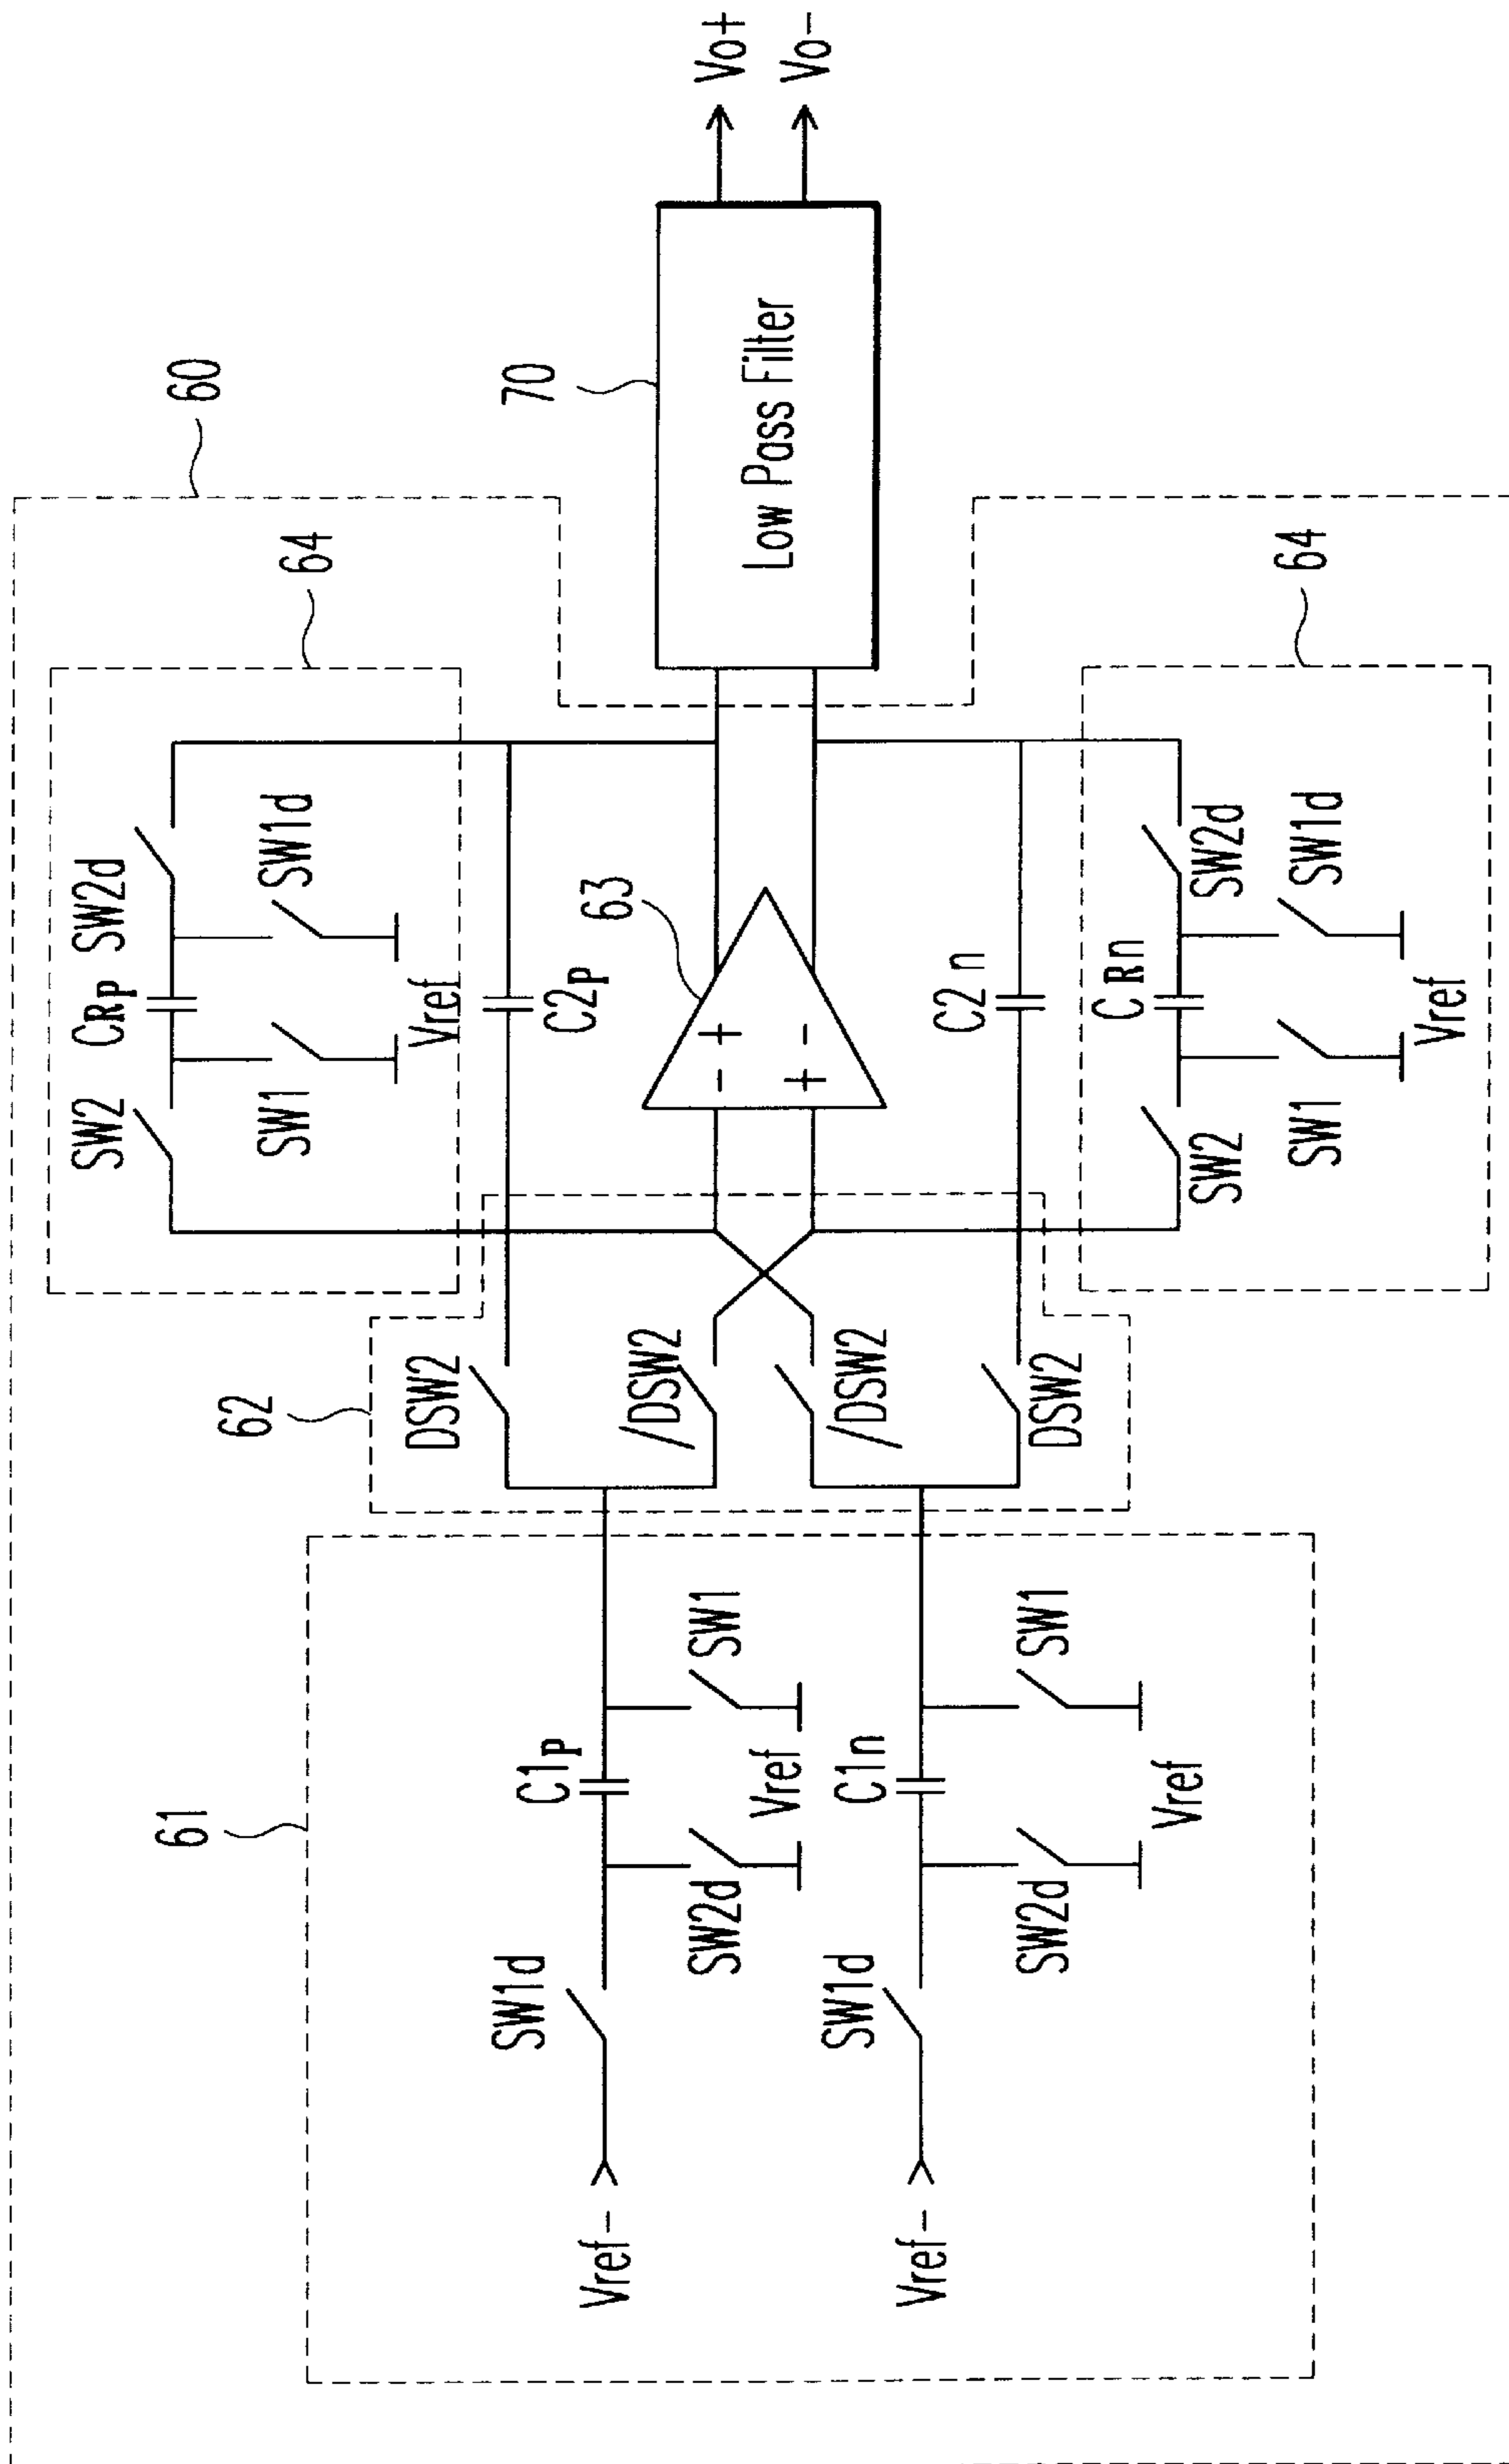 60
64
SW2
CRp
SW2d
SW1
SW1d
Vref
C2p
63
- +
+ -
C2n
64
SW2
CRn
SW2d
SW1
SW1d
Vref
70
Low Pass Filter
Vo+
Vo-
62
DSW2
/DSW2
/DSW2
DSW2
61
Vref-
SW1d
C1p
SW2d
SW1
Vref
Vref-
SW1d
C1n
SW2d
SW1
Vref